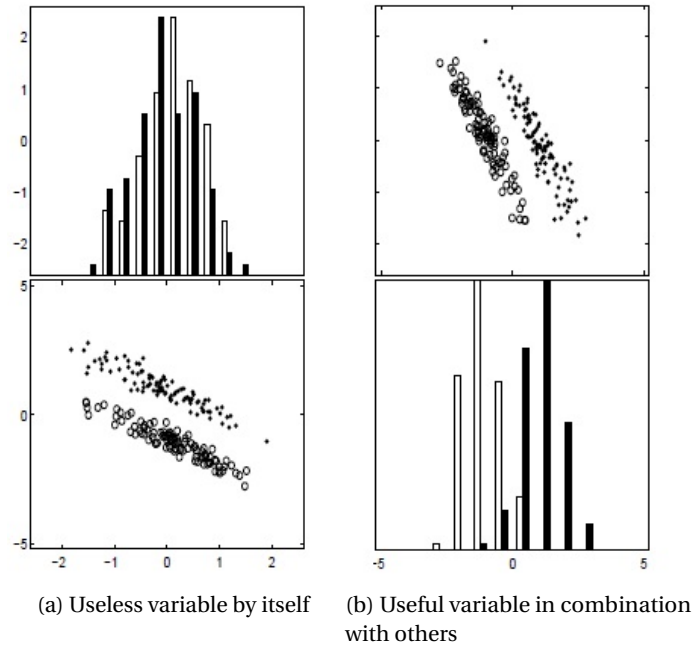 2
1
0
−1
−2
5
0
−5
−2 −1 0 1 2
-5 0 5
(a) Useless variable by itself
(b) Useful variable in combination
with others